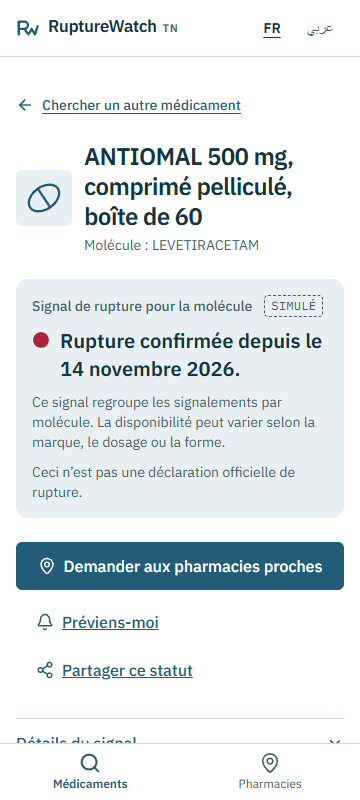 RuptureWatch TN
FR
عربي
Chercher un autre médicament
ANTIOMAL 500 mg,
comprimé pelliculé,
boîte de 60
Molécule : LEVETIRACETAM
Signal de rupture pour la molécule
SIMULÉ
Rupture confirmée depuis le
14 novembre 2026.
Ce signal regroupe les signalements par
molécule. La disponibilité peut varier selon la
marque, le dosage ou la forme.
Ceci n’est pas une déclaration officielle de
rupture.
Demander aux pharmacies proches
Préviens-moi
Partager ce statut
Détails du signal
Médicaments
Pharmacies